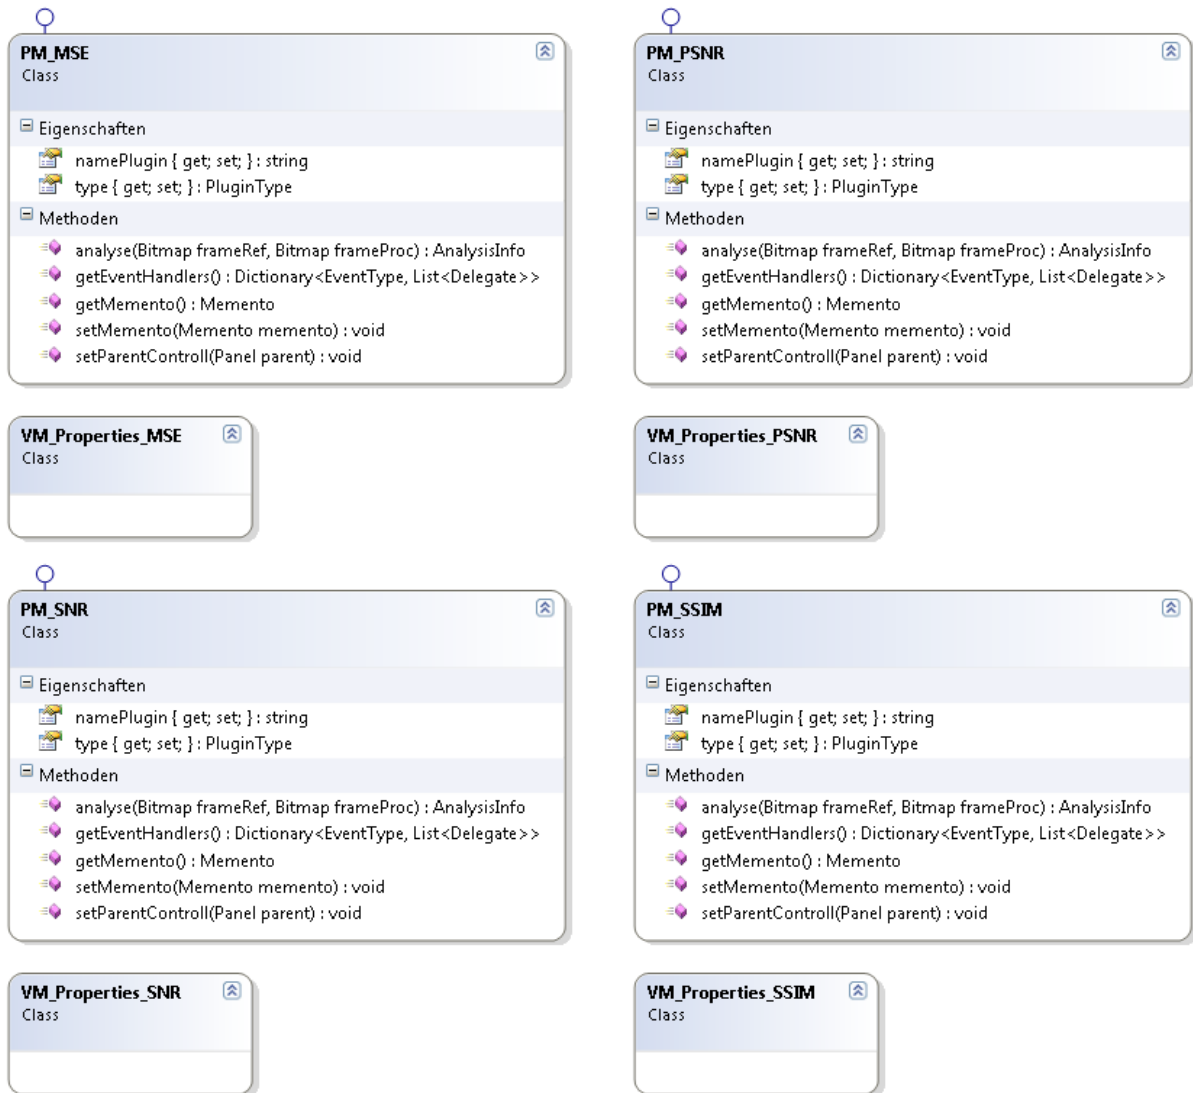 PM_MSE
Class
Eigenschaften
namePlugin { get; set; } : string
type { get; set; } : PluginType
Methoden
analyse(Bitmap frameRef, Bitmap frameProc) : AnalysisInfo
getEventHandlers() : Dictionary<EventType, List<Delegate>>
getMemento() : Memento
setMemento(Memento memento) : void
setParentControll(Panel parent) : void
PM_PSNR
Class
Eigenschaften
namePlugin { get; set; } : string
type { get; set; } : PluginType
Methoden
analyse(Bitmap frameRef, Bitmap frameProc) : AnalysisInfo
getEventHandlers() : Dictionary<EventType, List<Delegate>>
getMemento() : Memento
setMemento(Memento memento) : void
setParentControll(Panel parent) : void
VM_Properties_MSE
Class
VM_Properties_PSNR
Class
PM_SNR
Class
Eigenschaften
namePlugin { get; set; } : string
type { get; set; } : PluginType
Methoden
analyse(Bitmap frameRef, Bitmap frameProc) : AnalysisInfo
getEventHandlers() : Dictionary<EventType, List<Delegate>>
getMemento() : Memento
setMemento(Memento memento) : void
setParentControll(Panel parent) : void
PM_SSIM
Class
Eigenschaften
namePlugin { get; set; } : string
type { get; set; } : PluginType
Methoden
analyse(Bitmap frameRef, Bitmap frameProc) : AnalysisInfo
getEventHandlers() : Dictionary<EventType, List<Delegate>>
getMemento() : Memento
setMemento(Memento memento) : void
setParentControll(Panel parent) : void
VM_Properties_SNR
Class
VM_Properties_SSIM
Class